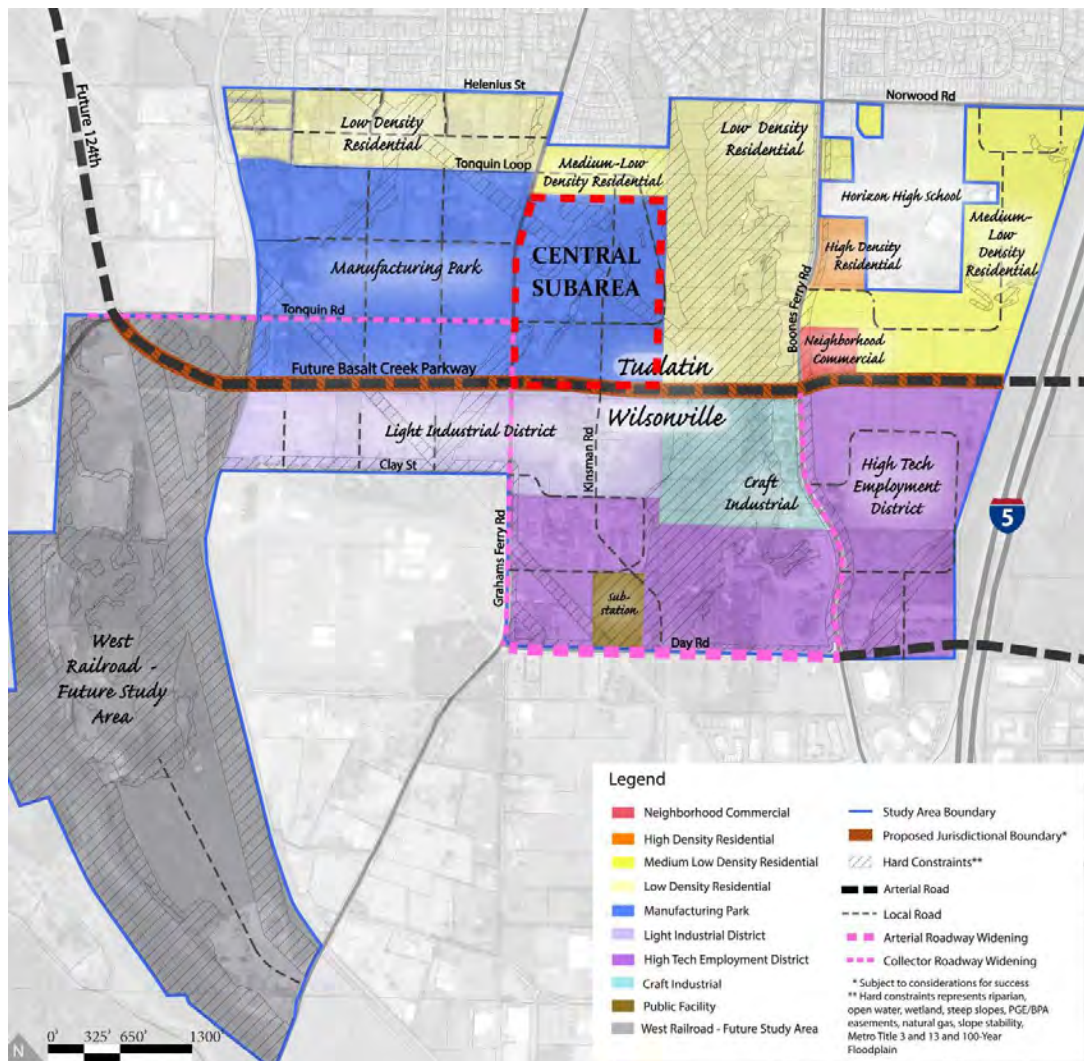 Helenius St
Norwood Rd
Future 124th
Low Density
Residential
Low Density
Residential
Tonquin Loop
Medium-Low
Density Residential
Horizon High School
Medium-
Low
Density
Residential
High Density
Residential
CENTRAL
SUBAREA
Manufacturing Park
Boones Ferry Rd
Tonquin Rd
Neighborhood
Commercial
Future Basalt Creek Parkway
Tualatin
Wilsonville
Light Industrial District
Clay St
Kinsman Rd
Craft
Industrial
High Tech
Employment
District
5
Grahams Ferry Rd
Sub-
station
Day Rd
West
Railroad -
Future Study
Area
Legend
Neighborhood Commercial
High Density Residential
Medium Low Density Residential
Low Density Residential
Manufacturing Park
Light Industrial District
High Tech Employment District
Craft Industrial
Public Facility
West Railroad - Future Study Area
Study Area Boundary
Proposed Jurisdictional Boundary*
Hard Constraints**
Arterial Road
Local Road
Arterial Roadway Widening
Collector Roadway Widening
* Subject to considerations for success
** Hard constraints represents riparian,
open water, wetland, steep slopes, PGE/BPA
easements, natural gas, slope stability,
Metro Title 3 and 13 and 100-Year
Floodplain
N
0' 325' 650' 1300'